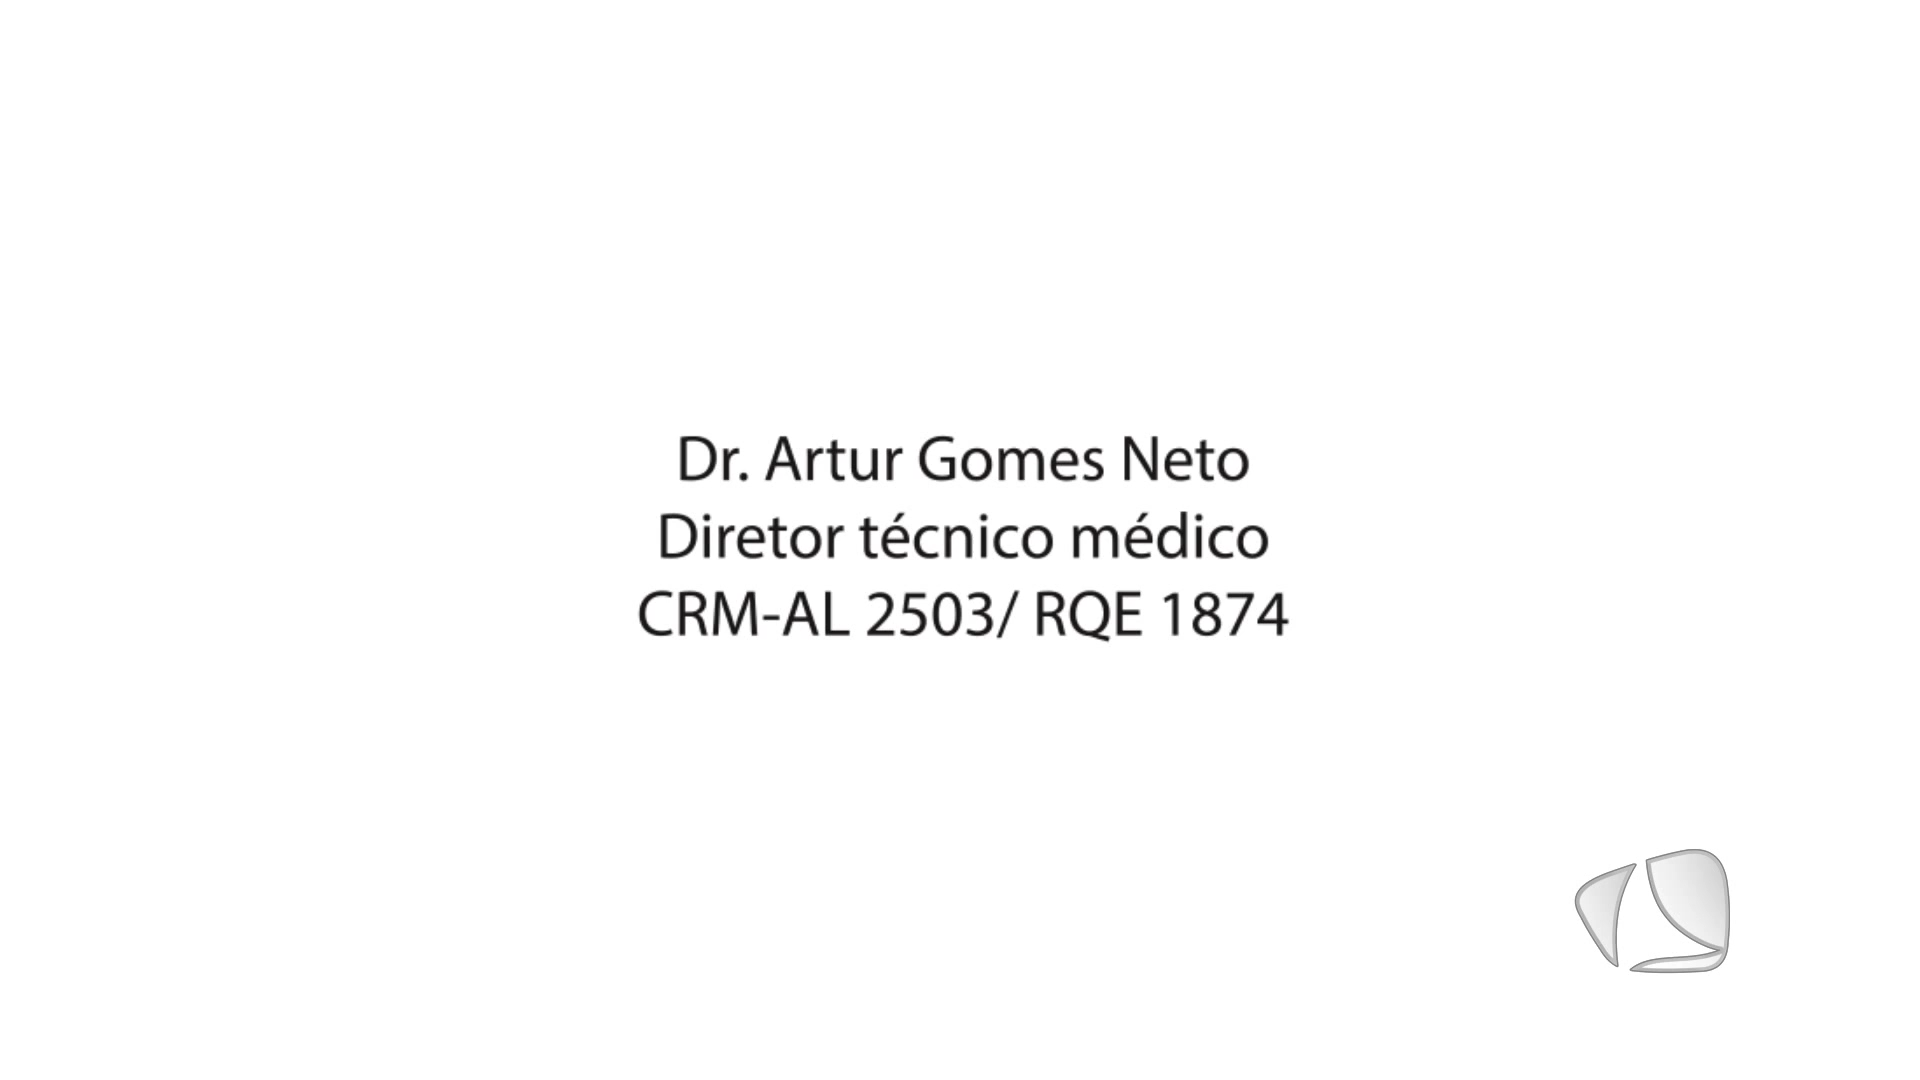 Dr. Artur Gomes Neto
Diretor técnico médico
CRM-AL 2503/ RQE 1874